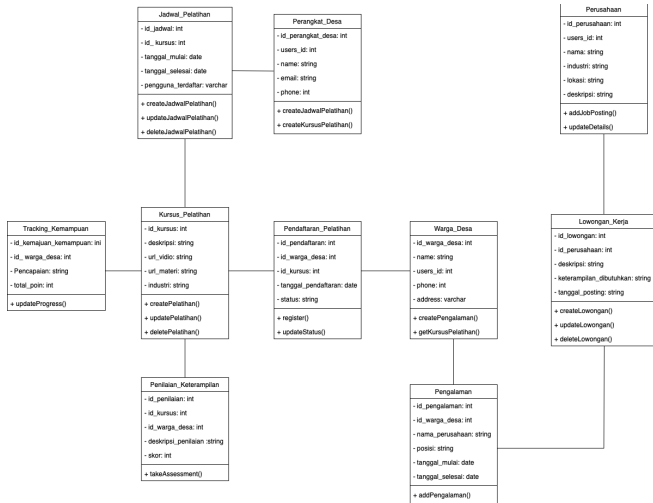 Jadwal_Pelatihan
- id_jadwal: int
- id_ kursus: int
- tanggal_mulai: date
- tanggal_selesai: date
- pengguna_terdaftar: varchar
+ createJadwalPelatihan()
+ updateJadwalPelatihan()
+ deleteJadwalPelatihan()
Perangkat_Desa
- id_perangkat_desa: int
- users_id: int
- name: string
- email: string
- phone: int
+ createJadwalPelatihan()
+ createKursusPelatihan()
Perusahaan
- id_perusahaan: int
- users_id: int
- nama: string
- industri: string
- lokasi: string
- deskripsi: string
+ addJobPosting()
+ updateDetails()
Tracking_Kemampuan
- id_kemajuan_kemampuan: ini
- id_ warga_desa: int
- Pencapaian: string
- total_poin: int
+ updateProgress()
Kursus_Pelatihan
- id_kursus: int
- deskripsi: string
- url_vidio: string
- url_materi: string
- industri: string
+ createPelatihan()
+ updatePelatihan()
+ deletePelatihan()
Pendaftaran_Pelatihan
- id_pendaftaran: int
- id_warga_desa: int
- id_kursus: int
- tanggal_pendaftaran: date
- status: string
+ register()
+ updateStatus()
Warga_Desa
- id_warga_desa: int
- name: string
- users_id: int
- phone: int
- address: varchar
+ createPengalaman()
+ getKursusPelatihan()
Lowongan_Kerja
- id_lowongan: int
- id_perusahaan: int
- deskripsi: string
- keterampilan_dibutuhkan: string
- tanggal_posting: string
+ createLowongan()
+ updateLowongan()
+ deleteLowongan()
Penilaian_Keterampilan
- id_penilaian: int
- id_kursus: int
- id_warga_desa: int
- deskripsi_penilaian :string
- skor: int
+ takeAssessment()
Pengalaman
- id_pengalaman: int
- id_warga_desa: int
- nama_perusahaan: string
- posisi: string
- tanggal_mulai: date
- tanggal_selesai: date
+ addPengalaman()